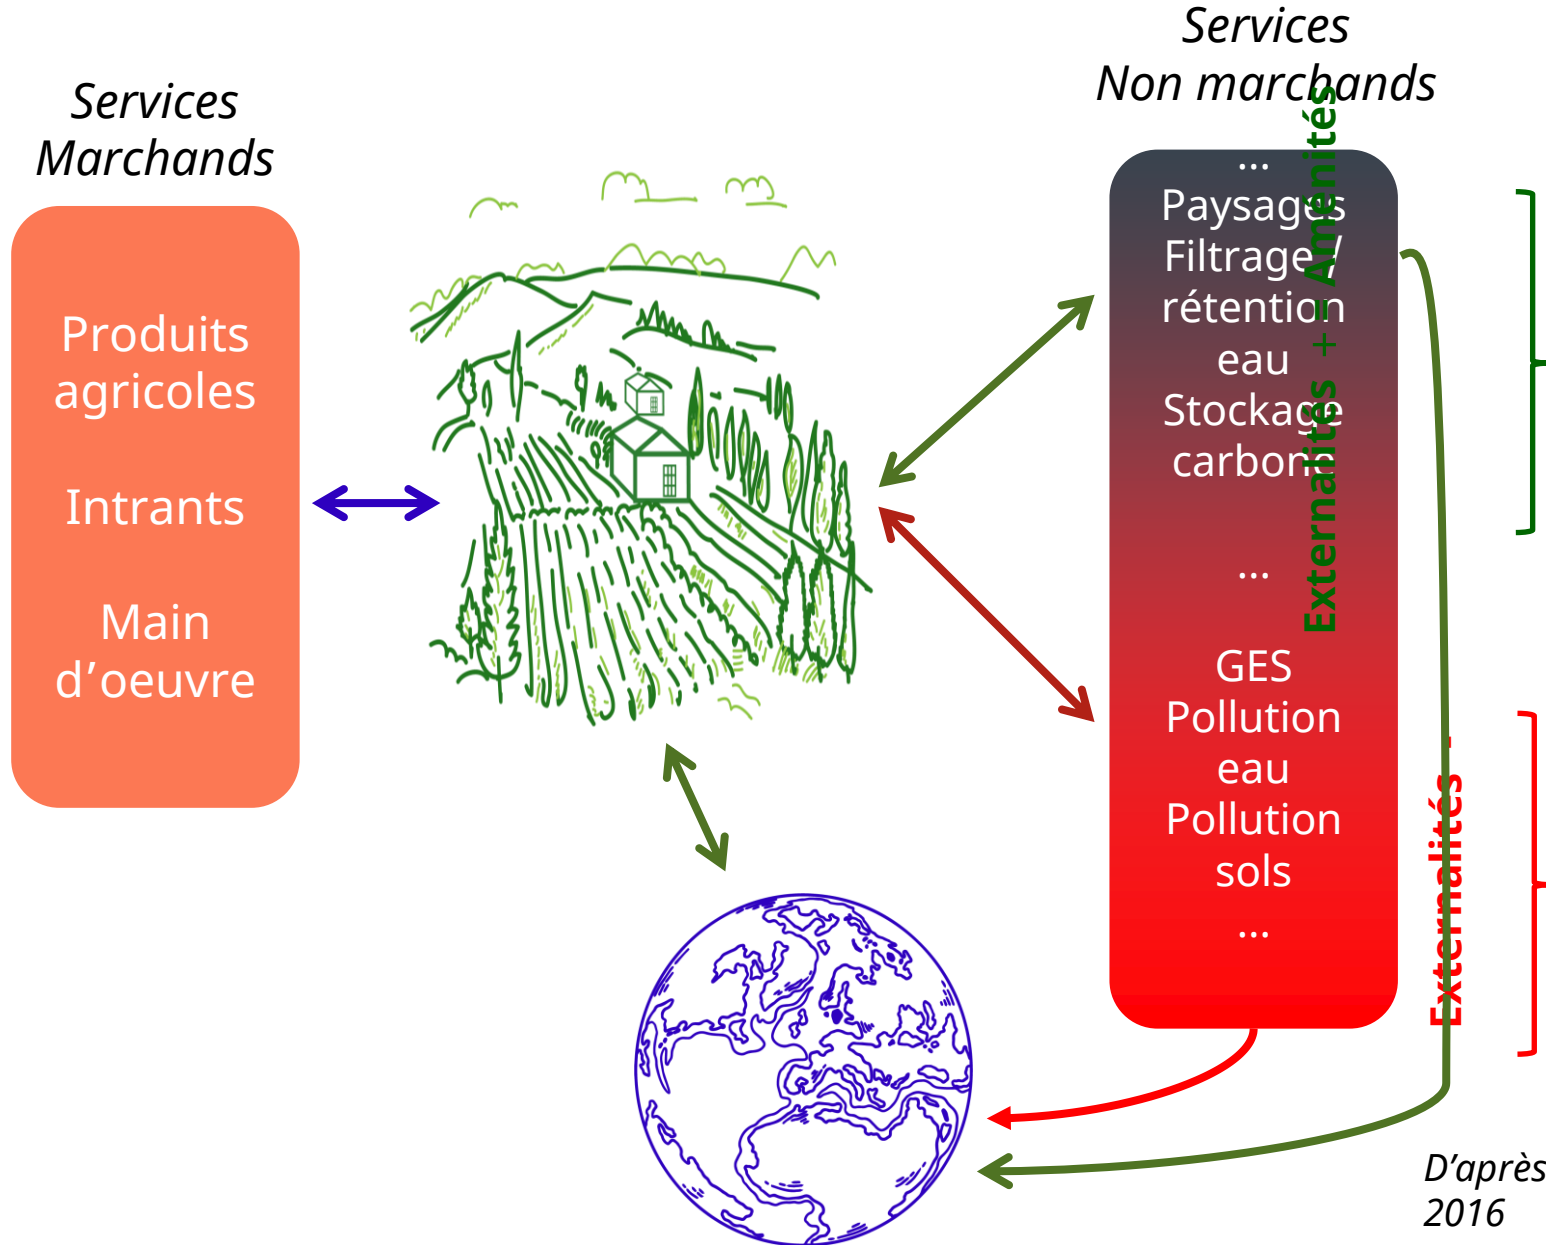 Services
Marchands
Produits
agricoles
Intrants
Main
d’oeuvre
Services
Non marchands
...
Paysages
Filtrage /
rétention
eau
Stockage
carbone
...
GES
Pollution
eau
Pollution
sols
...
Externalités + = Aménités
Externalités -
D’après
2016